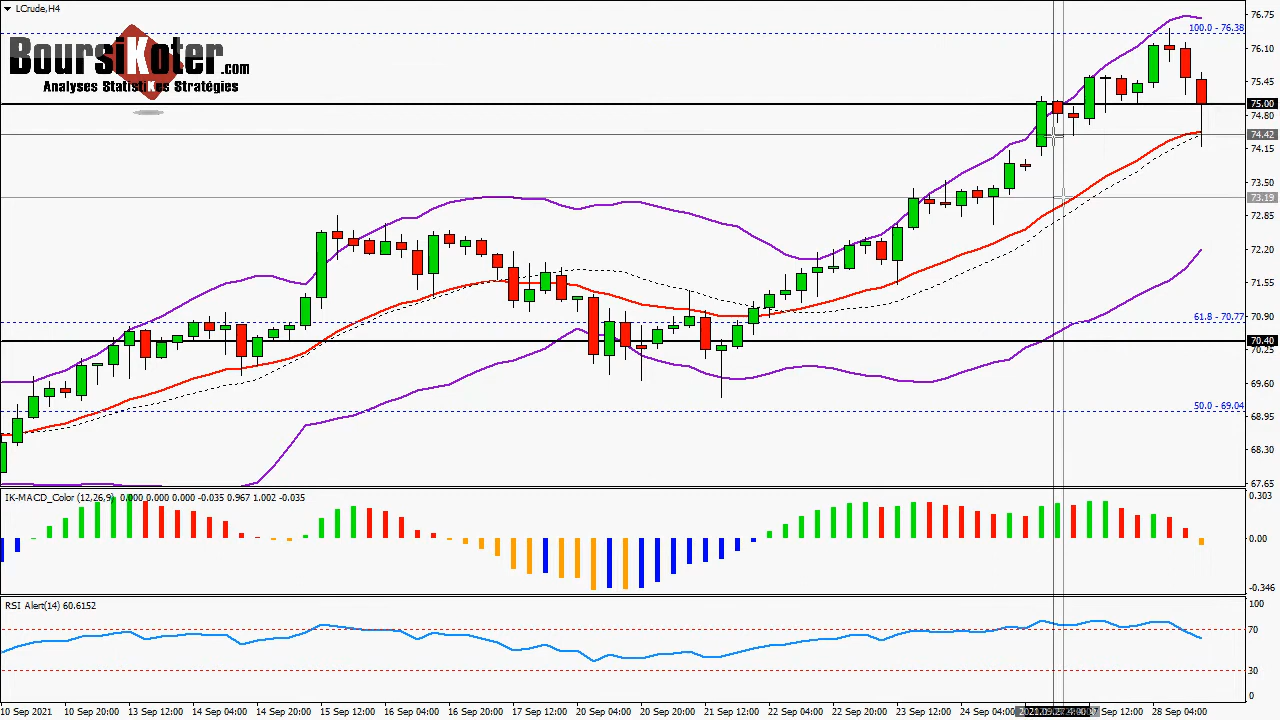 LCrude,H4
BoursiKoter.com
Analyses StatistiKes Stratégies
100.0 - 76.38
61.8 - 70.77
50.0 - 69.04
76.75
76.10
75.45
75.00
74.80
74.42
74.15
73.50
73.19
72.85
72.20
71.55
70.90
70.40
70.25
69.60
68.95
68.30
67.65
IK-MACD_Color (12,26,9) 0.000 0.000 0.000 -0.035 0.967 1.002 -0.035
0.303
0.00
-0.346
RSI Alert(14) 60.6152
100
70
30
0
10 Sep 2021
10 Sep 20:00
13 Sep 12:00
14 Sep 04:00
14 Sep 20:00
15 Sep 12:00
16 Sep 04:00
16 Sep 20:00
17 Sep 12:00
20 Sep 04:00
20 Sep 20:00
21 Sep 12:00
22 Sep 04:00
22 Sep 20:00
23 Sep 12:00
24 Sep 04:00
Sep 12:00
28 Sep 04:00